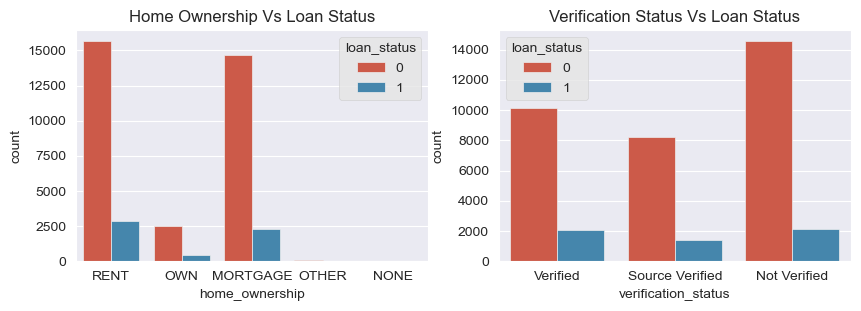 Home Ownership Vs Loan Status
count
15000
12500
10000
7500
5000
2500
0
loan_status
0
1
RENT OWN MORTGAGE OTHER NONE
home_ownership
Verification Status Vs Loan Status
count
14000
12000
10000
8000
6000
4000
2000
0
loan_status
0
1
Verified Source Verified Not Verified
verification_status